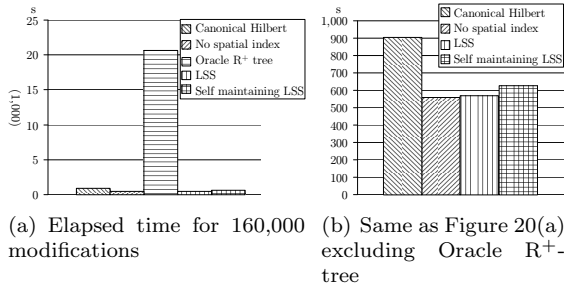 s
25
20
15
10
5
0
(1,000)
Canonical Hilbert
No spatial index
Oracle R+ tree
LSS
Self maintaining LSS
(a) Elapsed time for 160,000
modifications
s
1,000
900
800
700
600
500
400
300
200
100
0
Canonical Hilbert
No spatial index
LSS
Self maintaining LSS
(b) Same as Figure 20(a)
excluding Oracle R+-
tree